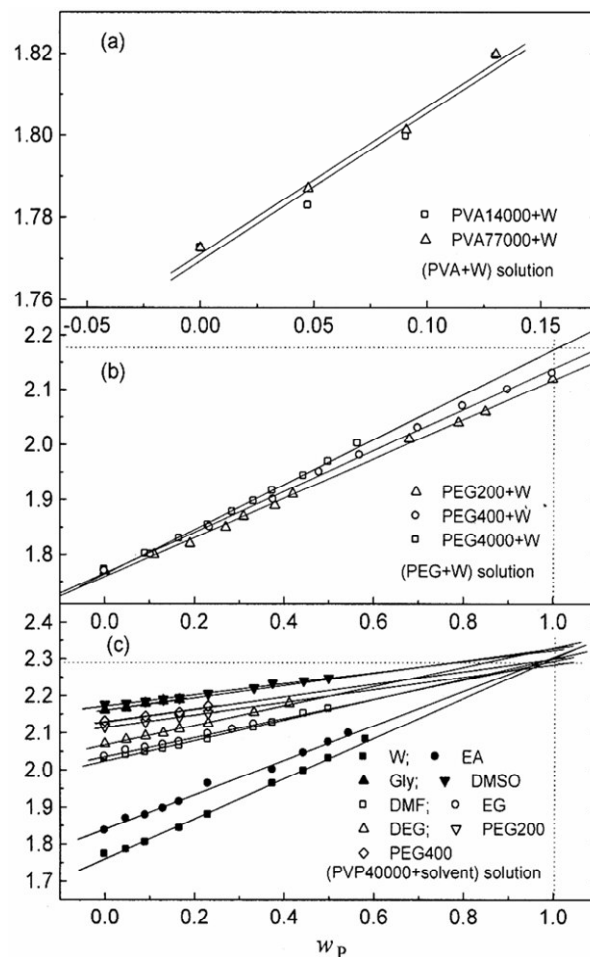 (a)
1.82
1.80
1.78
1.76
□ PVA14000+W
△ PVA77000+W
(PVA+W) solution
-0.05 0.00 0.05 0.10 0.15
(b)
2.2
2.1
2.0
1.9
1.8
△ PEG200+W
○ PEG400+W
□ PEG4000+W
(PEG+W) solution
0.0 0.2 0.4 0.6 0.8 1.0
(c)
2.4
2.3
2.2
2.1
2.0
1.9
1.8
1.7
■ W; ● EA
▲ Gly; ▼ DMSO
□ DMF; ○ EG
△ DEG; ▽ PEG200
◇ PEG400
(PVP40000+solvent) solution
0.0 0.2 0.4 0.6 0.8 1.0
w_P